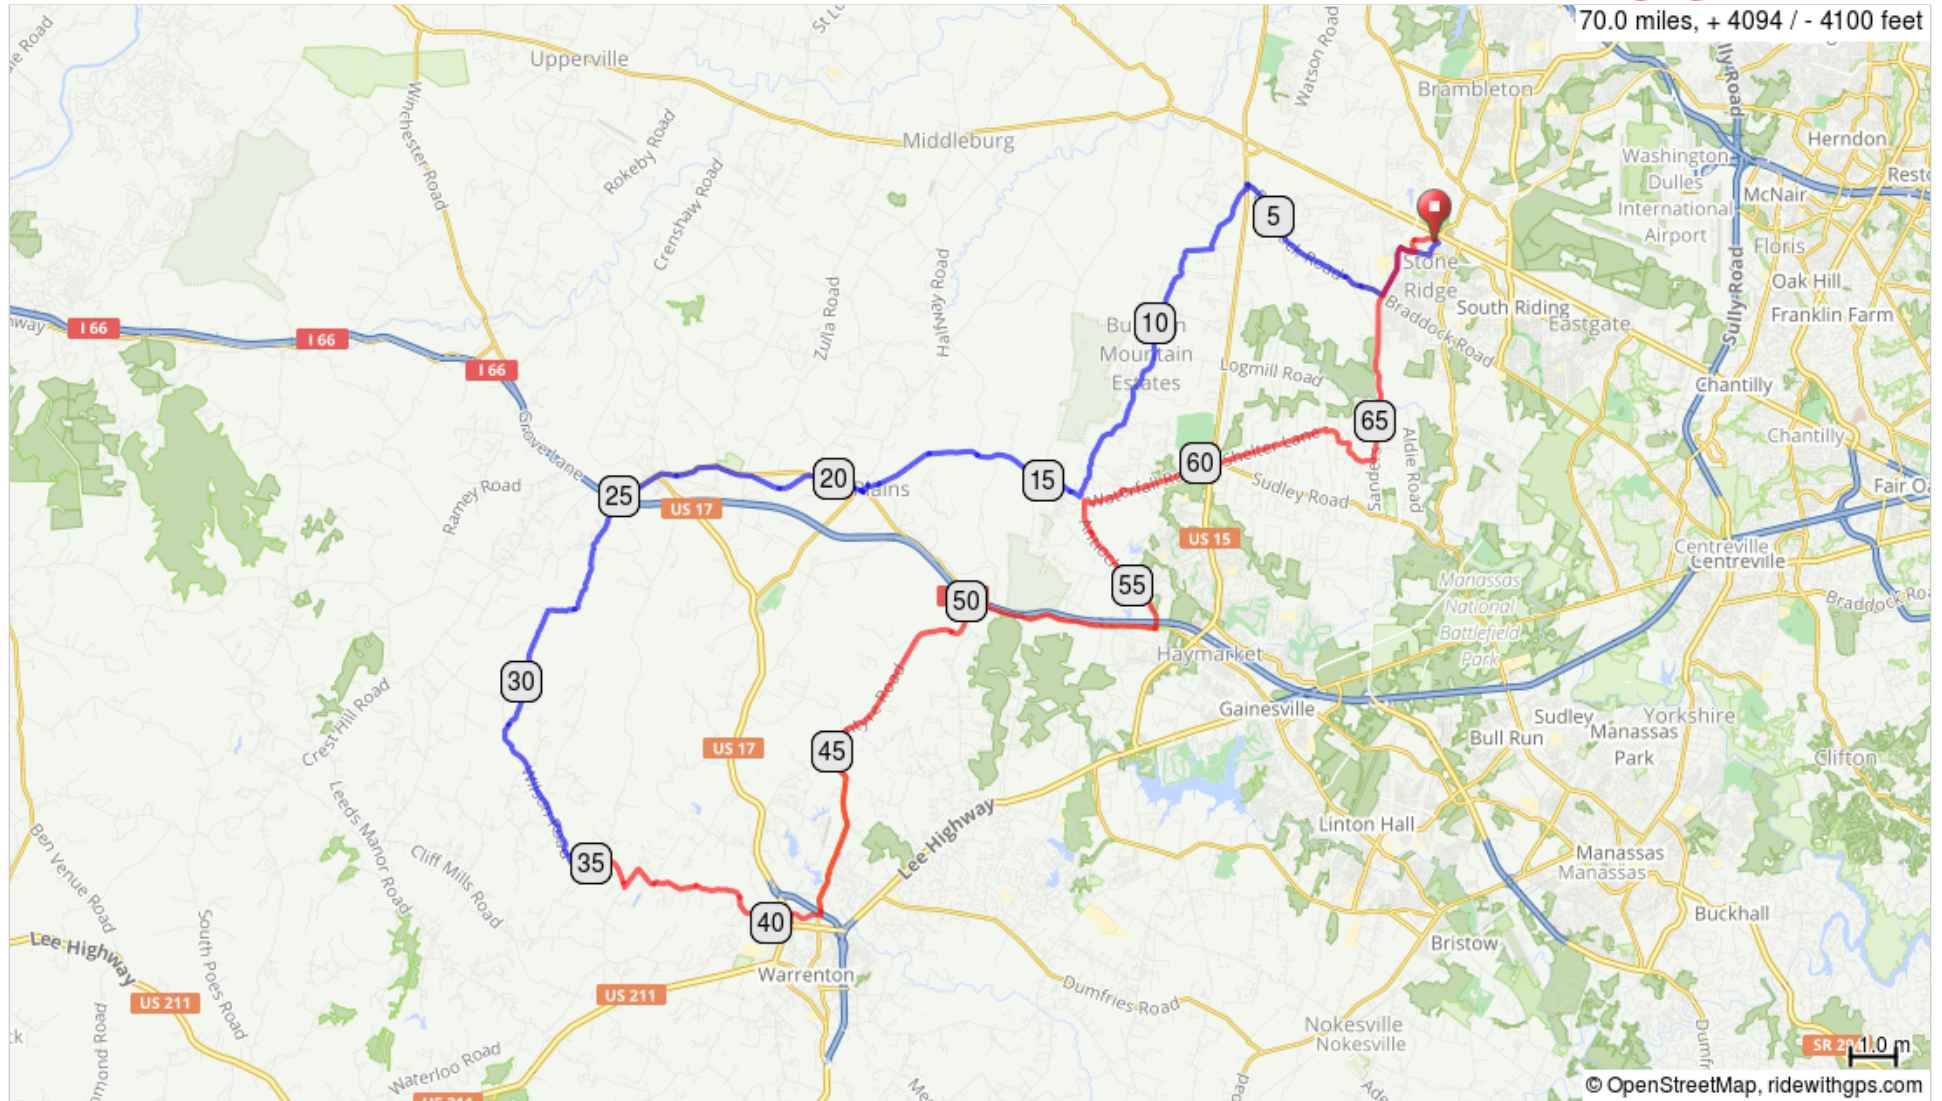 70.0 miles, + 4094 / - 4100 feet
Upperville
Watson Road
Brambleton
Herndon
Winchester Road
Rokeby Road
Middleburg
Washington
Dulles
International
Airport
McNair
Crenshaw Road
5
Floris
Stone
Ridge
Oak Hill
Sully Road
Zulla Road
Halfway Road
South Riding
Franklin Farm
Eastgate
I 66
I 66
I 66
10
Mountain
Estates
Braddock Road
Logmill Road
Chantilly
Grove Lane
65
Aldie Road
Chantilly
60
Shelter Lane
Sudley Road
25
20
15
Ramey Road
US 17
US 15
Centreville
Centreville
55
Manassas
National
Battlefield
Park
50
Haymarket
30
Gainesville
Sudley
Yorkshire
Manassas
Park
Bull Run
Crest Hill Road
US 17
45
Clifton
Wilson Road
Leeds Manor Road
Lee Highway
Linton Hall
Ben Venue Road
Cliff Mills Road
35
Manassas
Manassas
40
Buckhall
Bristow
South Poes Road
Lee Highway
Warrenton
US 211
US 211
Dumfries Road
Nokesville
Nokesville
Waterloo Road
1.0 m
© OpenStreetMap, ridewithgps.com